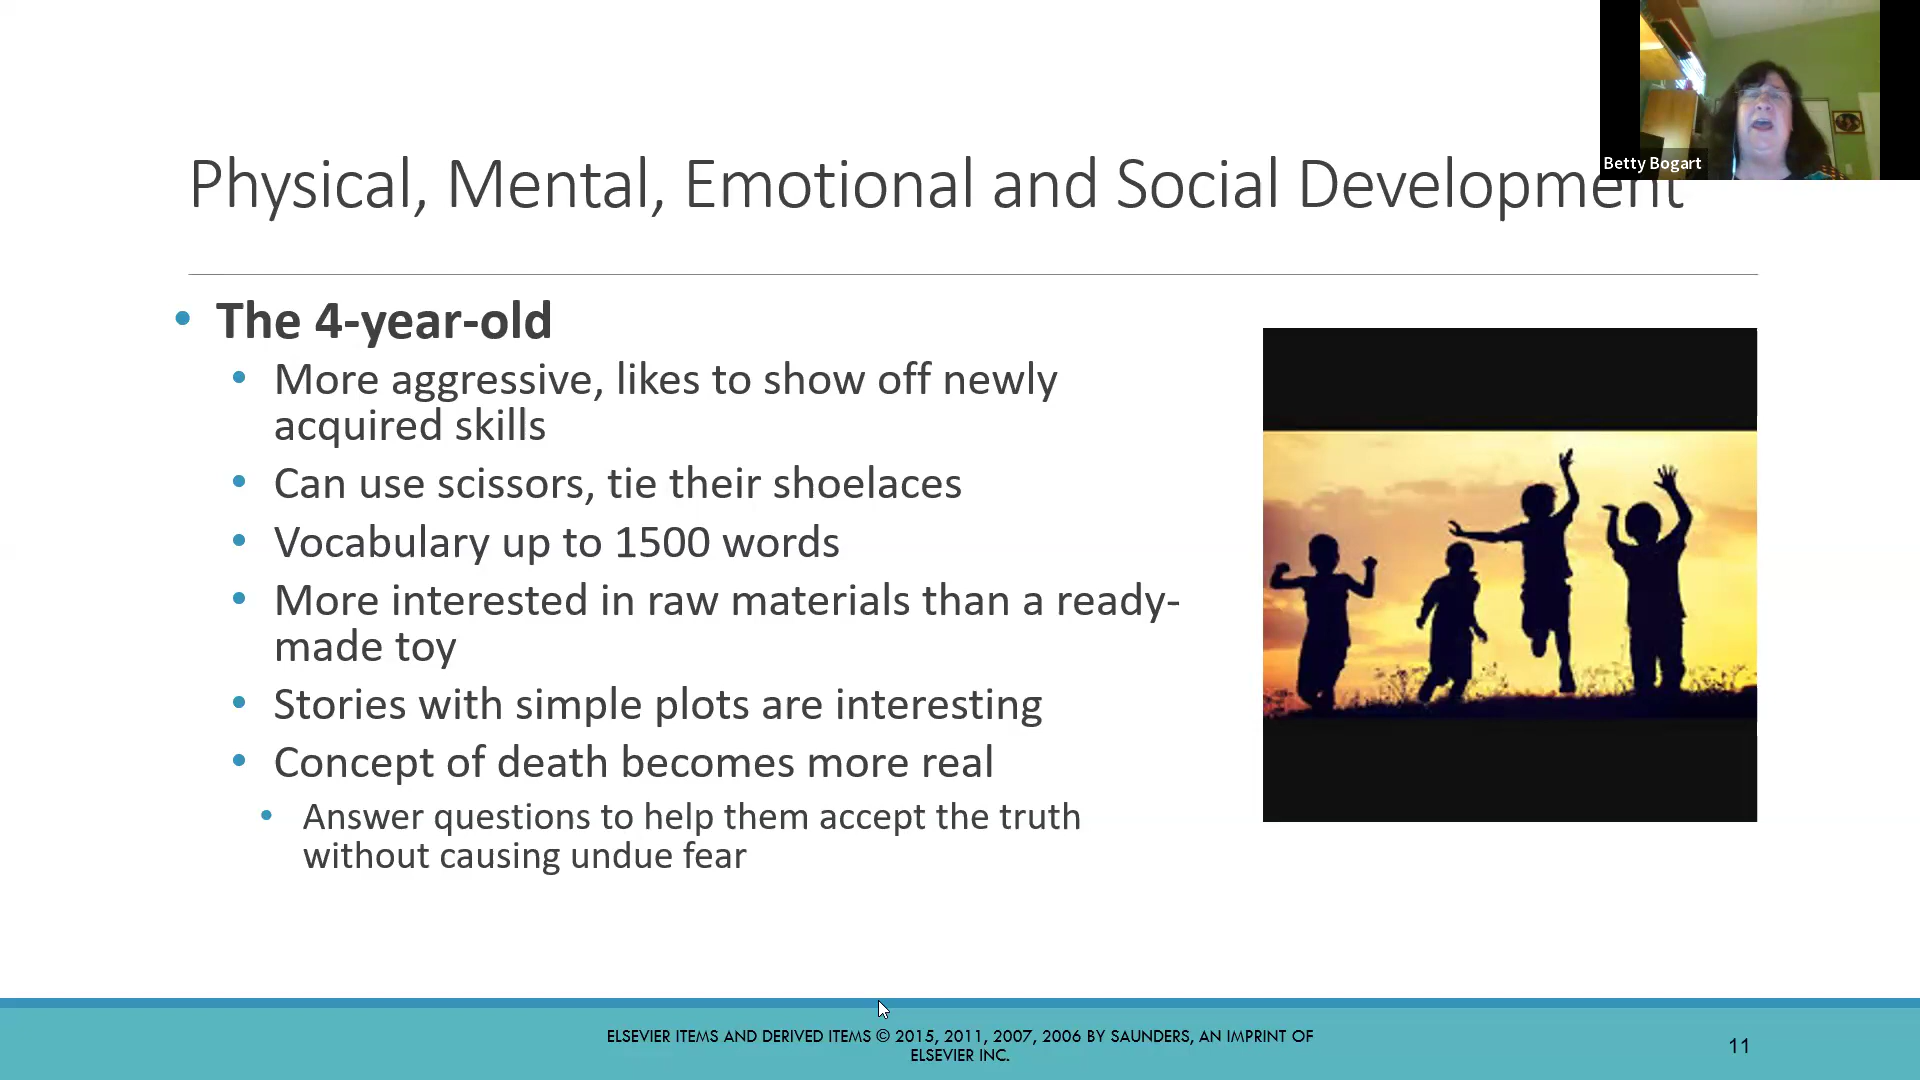 Betty Bogart
Physical, Mental, Emotional and Social Development
• The 4-year-old
• More aggressive, likes to show off newly
acquired skills
• Can use scissors, tie their shoelaces
• Vocabulary up to 1500 words
• More interested in raw materials than a ready-
made toy
• Stories with simple plots are interesting
• Concept of death becomes more real
• Answer questions to help them accept the truth
without causing undue fear
ELSEVIER ITEMS AND DERIVED ITEMS © 2015, 2011, 2007, 2006 BY SAUNDERS, AN IMPRINT OF
ELSEVIER INC.
11